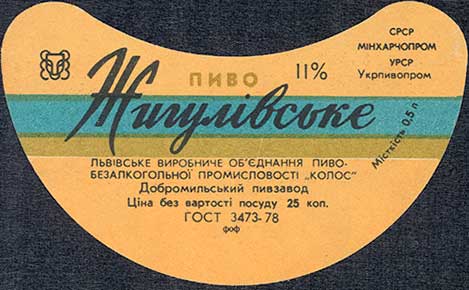 ПИВО 11%
СРСР
МІНХАРЧОПРОМ
УРСР
Укрпивопром
Жигулівське
Місткість 0,5 л
ЛЬВІВСЬКЕ ВИРОБНИЧЕ ОБ'ЄДНАННЯ ПИВО-
БЕЗАЛКОГОЛЬНОЇ ПРОМИСЛОВОСТІ „КОЛОС"
Добромильський пивзавод
Ціна без вартості посуду 25 коп.
ГОСТ 3473-78
ФОФ